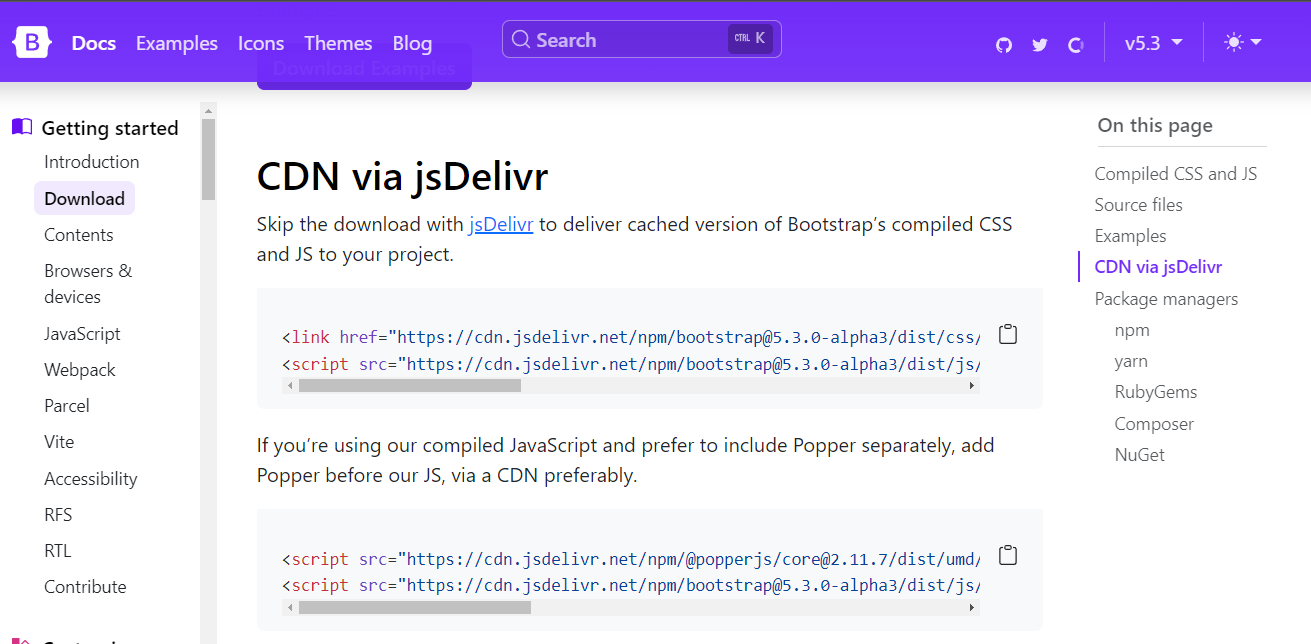 B Docs Examples Icons Themes Blog
Search CTRL K
v5.3
Download Examples
Getting started
Introduction
Download
Contents
Browsers &
devices
JavaScript
Webpack
Parcel
Vite
Accessibility
RFS
RTL
Contribute
CDN via jsDelivr
Skip the download with jsDelivr to deliver cached version of Bootstrap’s compiled CSS
and JS to your project.
<link href="https://cdn.jsdelivr.net/npm/bootstrap@5.3.0-alpha3/dist/css/
<script src="https://cdn.jsdelivr.net/npm/bootstrap@5.3.0-alpha3/dist/js/
If you’re using our compiled JavaScript and prefer to include Popper separately, add
Popper before our JS, via a CDN preferably.
<script src="https://cdn.jsdelivr.net/npm/@popperjs/core@2.11.7/dist/umd/
<script src="https://cdn.jsdelivr.net/npm/bootstrap@5.3.0-alpha3/dist/js/
On this page
Compiled CSS and JS
Source files
Examples
CDN via jsDelivr
Package managers
npm
yarn
RubyGems
Composer
NuGet